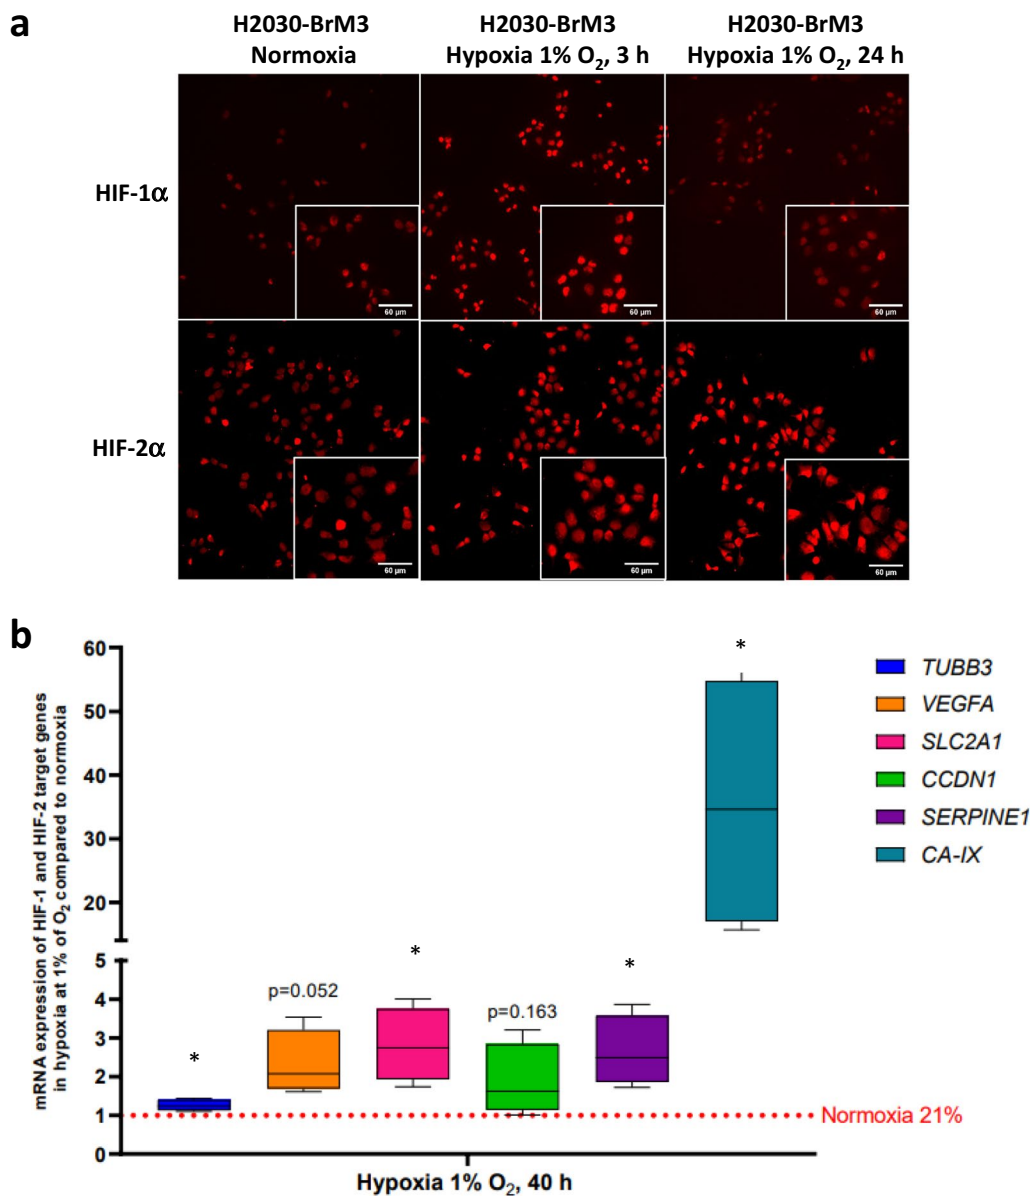 a
H2030-BrM3
Normoxia
H2030-BrM3
Hypoxia 1% O₂, 3 h
H2030-BrM3
Hypoxia 1% O₂, 24 h
HIF-1α
60 µm
60 µm
60 µm
HIF-2α
60 µm
60 µm
60 µm
b
mRNA expression of HIF-1 and HIF-2 target genes
in hypoxia at 1% of O₂ compared to normoxia
60
50
40
30
20
5
4
3
2
1
0
*
p=0.052
*
p=0.163
*
*
Normoxia 21%
Hypoxia 1% O₂, 40 h
TUBB3
VEGFA
SLC2A1
CCDN1
SERPINE1
CA-IX